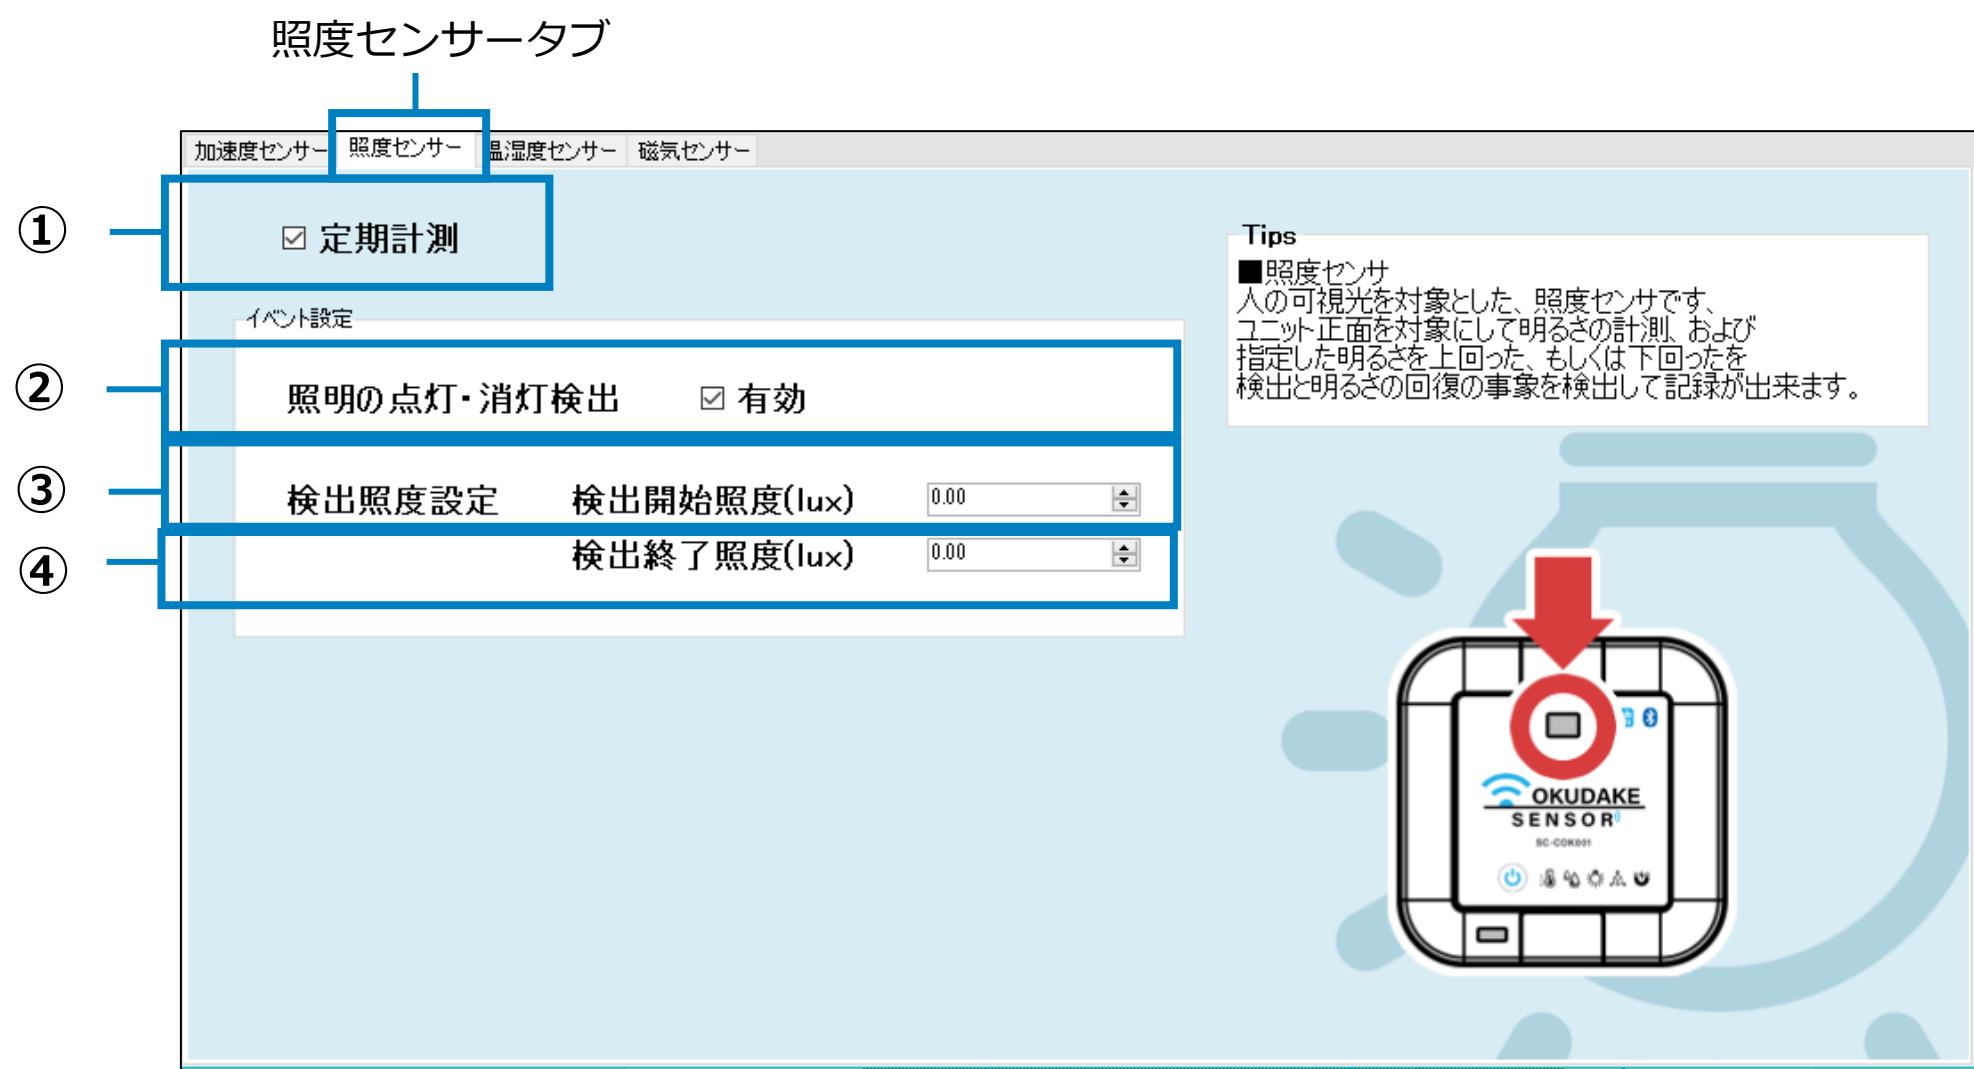 照度センサータブ
加速度センサー 照度センサー 温湿度センサー 磁気センサー
① 定期計測
イベント設定
② 照明の点灯・消灯検出 有効
③ 検出照度設定 検出開始照度(lux) 0.00
④ 検出終了照度(lux) 0.00
Tips
■照度センサ
人の可視光を対象とした、照度センサです、
ユニット正面を対象にして明るさの計測、および
指定した明るさを上回った、もしくは下回ったを
検出と明るさの回復の事象を検出して記録が出来ます。
OKUDAKE
SENSOR
SC-COK001